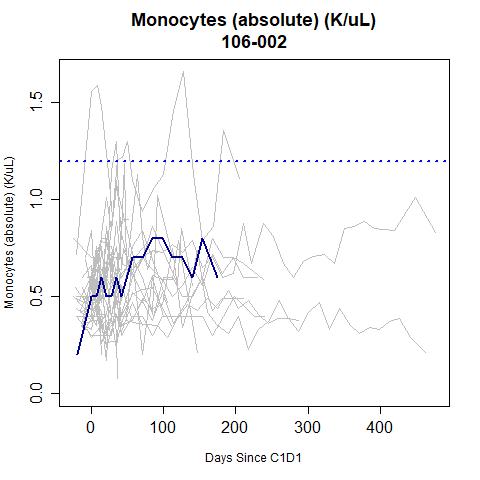 Monocytes (absolute) (K/uL)
106-002
Monocytes (absolute) (K/uL)
1.5
1.0
0.5
0.0
0 100 200 300 400
Days Since C1D1